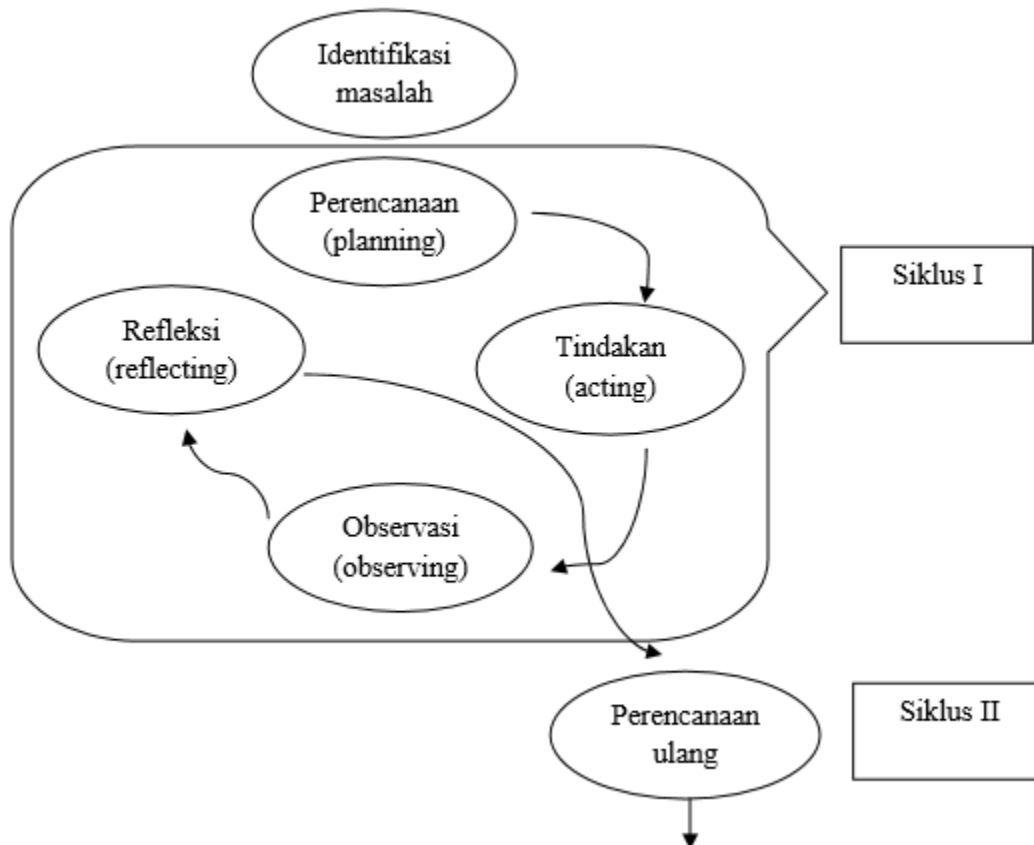 Identifikasi
masalah
Perencanaan
(planning)
Siklus I
Refleksi
(reflecting)
Tindakan
(acting)
Observasi
(observing)
Perencanaan
ulang
Siklus II